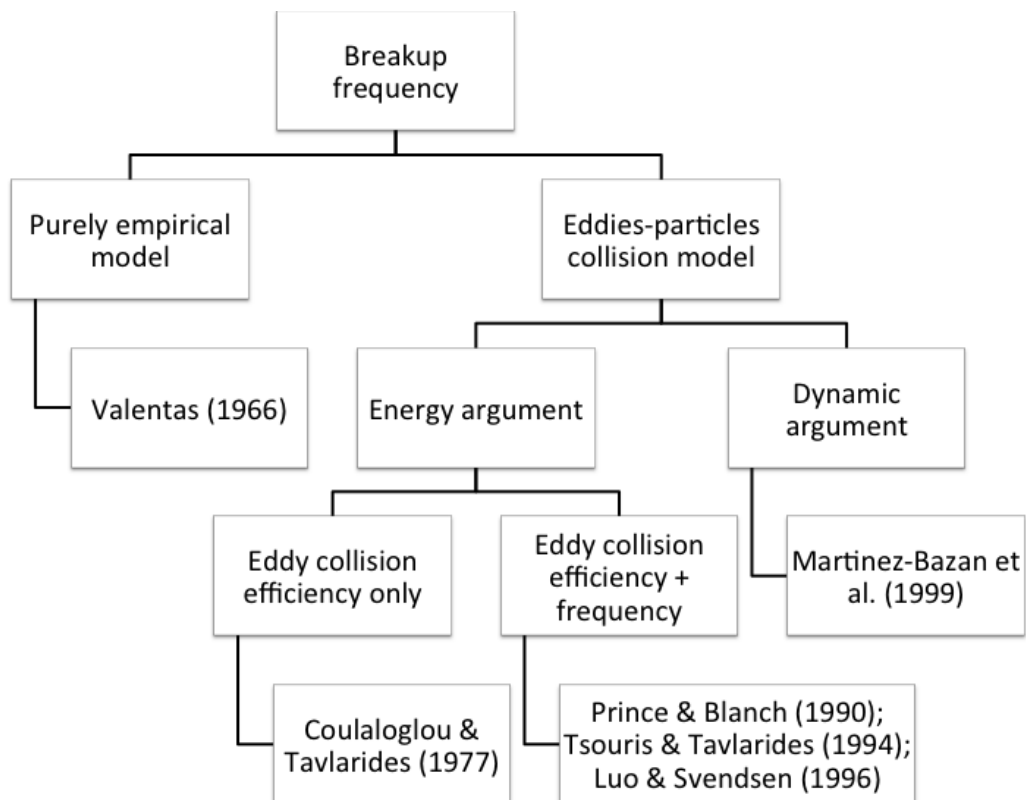 Breakup
frequency
Purely empirical
model
Eddies-particles
collision model
Valentas (1966)
Energy argument
Dynamic
argument
Eddy collision
efficiency only
Eddy collision
efficiency +
frequency
Martinez-Bazan et
al. (1999)
Coulaloglou &
Tavlarides (1977)
Prince & Blanch (1990);
Tsouris & Tavlarides (1994);
Luo & Svendsen (1996)